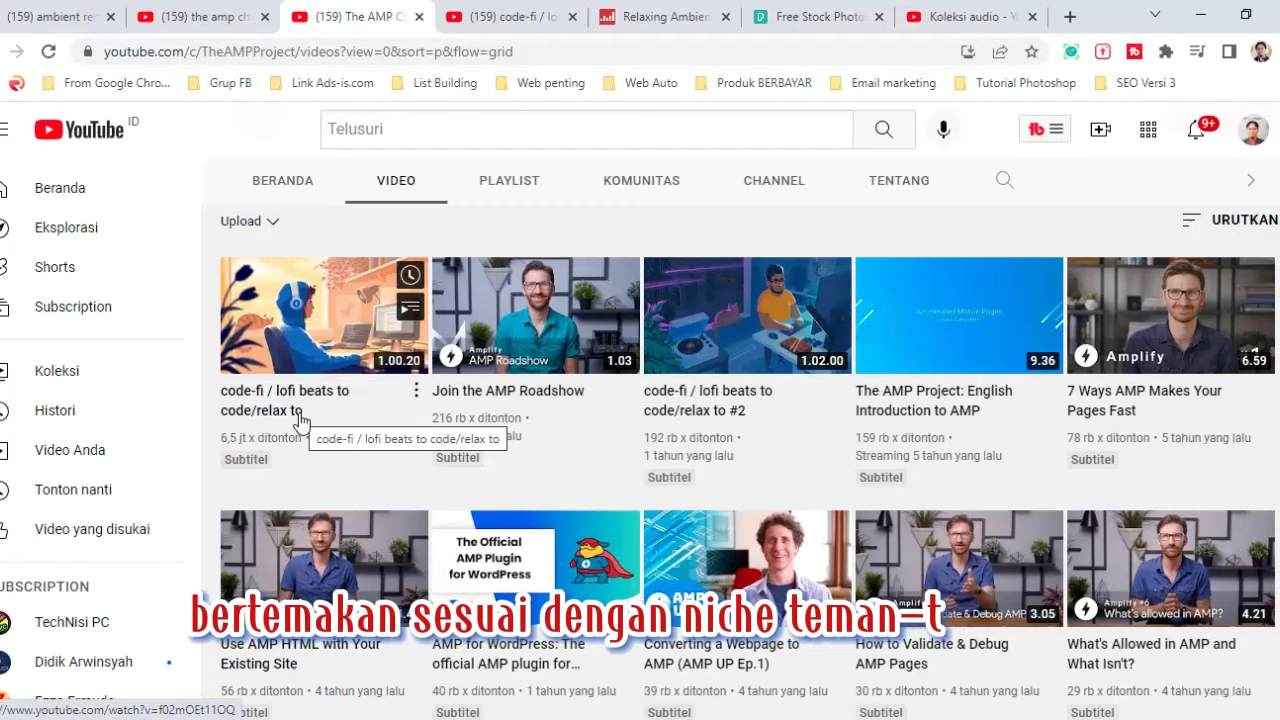 (159) ambient re
(159) the amp cha
(159) The AMP C
(159) code-fi / lo
Relaxing Ambien
Free Stock Photo
Koleksi audio - Y
youtube.com/c/TheAMPProject/videos?view=0&sort=p&flow=grid
From Google Chro...
Grup FB
Link Ads-is.com
List Building
Web penting
Web Auto
Produk BERBAYAR
Email marketing
Tutorial Photoshop
SEO Versi 3
YouTube ID
Telusuri
9+
BERANDA
VIDEO
PLAYLIST
KOMUNITAS
CHANNEL
TENTANG
Upload
URUTKAN
Beranda
Eksplorasi
Shorts
Subscription
Koleksi
Histori
Video Anda
Tonton nanti
Video yang disukai
SUBSCRIPTION
TechNisi PC
Didik Arwinsyah
1.00.20
code-fi / lofi beats to
code/relax to
6,5 jt x ditonton
Subtitel
code-fi / lofi beats to code/relax to
Amplify
AMP Roadshow
1.03
Join the AMP Roadshow
216 rb x ditonton •
lalu
Subtitel
1.02.00
code-fi / lofi beats to
code/relax to #2
192 rb x ditonton •
1 tahun yang lalu
Subtitel
Accelerated Mobile Pages
9.36
The AMP Project: English
Introduction to AMP
159 rb x ditonton •
Streaming 5 tahun yang lalu
Subtitel
Amplify
6.59
7 Ways AMP Makes Your
Pages Fast
78 rb x ditonton • 5 tahun yang lalu
Subtitel
Use AMP HTML with Your
Existing Site
56 rb x ditonton • 4 tahun yang lalu
The Official
AMP Plugin
for WordPress
AMP for WordPress: The
official AMP plugin for...
40 rb x ditonton • 1 tahun yang lalu
Subtitel
Converting a Webpage to
AMP (AMP UP Ep.1)
39 rb x ditonton • 4 tahun yang lalu
Subtitel
& Debug AMP
3.05
How to Validate & Debug
AMP Pages
30 rb x ditonton • 4 tahun yang lalu
Subtitel
Amplify #6
What's allowed in AMP?
4.21
What's Allowed in AMP and
What Isn't?
29 rb x ditonton • 4 tahun yang lalu
Subtitel
bertemakan sesuai dengan niche teman-t
//www.youtube.com/watch?v=f02mOEt11OQ